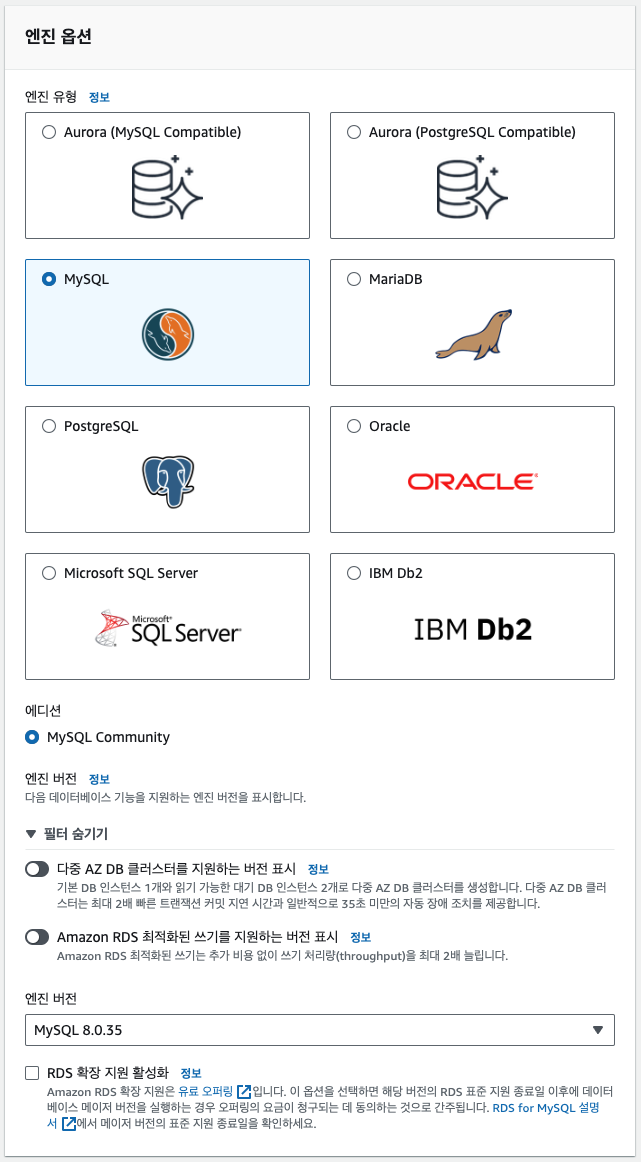 엔진 옵션
엔진 유형 정보
Aurora (MySQL Compatible)
Aurora (PostgreSQL Compatible)
MySQL
MariaDB
PostgreSQL
Oracle
ORACLE
Microsoft SQL Server
Microsoft®
SQL Server®
IBM Db2
IBM Db2
에디션
MySQL Community
엔진 버전 정보
다음 데이터베이스 기능을 지원하는 엔진 버전을 표시합니다.
▼ 필터 숨기기
다중 AZ DB 클러스터를 지원하는 버전 표시 정보
기본 DB 인스턴스 1개와 읽기 가능한 대기 DB 인스턴스 2개로 다중 AZ DB 클러스터를 생성합니다. 다중 AZ DB 클러
스터는 최대 2배 빠른 트랜잭션 커밋 지연 시간과 일반적으로 35초 미만의 자동 장애 조치를 제공합니다.
Amazon RDS 최적화된 쓰기를 지원하는 버전 표시 정보
Amazon RDS 최적화된 쓰기는 추가 비용 없이 쓰기 처리량(throughput)을 최대 2배 늘립니다.
엔진 버전
MySQL 8.0.35
RDS 확장 지원 활성화 정보
Amazon RDS 확장 지원은 유료 오퍼링 입니다. 이 옵션을 선택하면 해당 버전의 RDS 표준 지원 종료일 이후에 데이터
베이스 메이저 버전을 실행하는 경우 오퍼링의 요금이 청구되는 데 동의하는 것으로 간주됩니다. RDS for MySQL 설명
서 에서 메이저 버전의 표준 지원 종료일을 확인하세요.